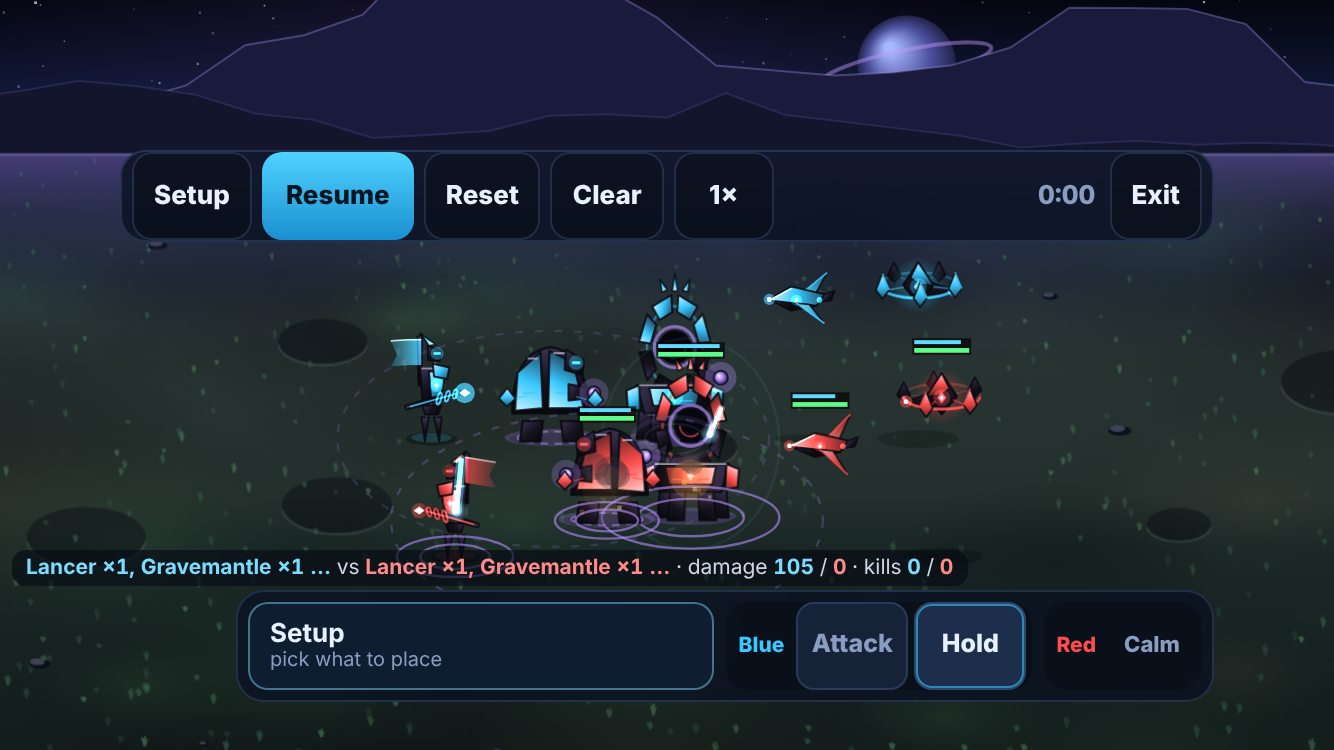 Setup Resume Reset Clear 1× 0:00 Exit
Lancer ×1, Gravemantle ×1 ... vs Lancer ×1, Gravemantle ×1 ... · damage 105 / 0 · kills 0 / 0
Setup
pick what to place
Blue Attack Hold Red Calm